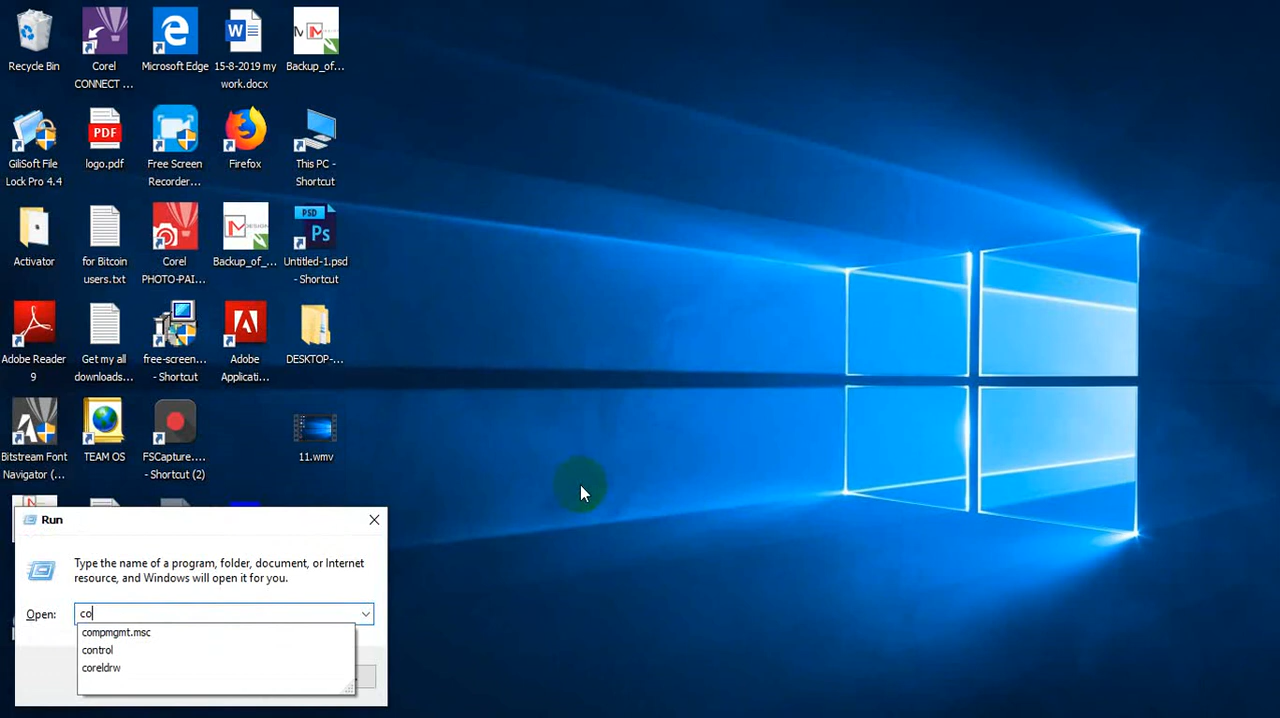 Recycle Bin
Corel
CONNECT ...
Microsoft Edge
15-8-2019 my
work.docx
Backup_of_...
GiliSoft File
Lock Pro 4.4
PDF
logo.pdf
Free Screen
Recorder...
Firefox
This PC -
Shortcut
Activator
for Bitcoin
users.txt
Corel
PHOTO-PAI...
DESIGN
Backup_of_...
PSD
Ps
Untitled-1.psd
- Shortcut
Adobe Reader
9
Get my all
downloads...
free-screen...
- Shortcut
Adobe
Applicati...
DESKTOP-...
Bitstream Font
Navigator (...
TEAM OS
FSCapture....
- Shortcut (2)
11.wmv
Run
Type the name of a program, folder, document, or Internet
resource, and Windows will open it for you.
Open:
co
compmgmt.msc
control
coreldrw